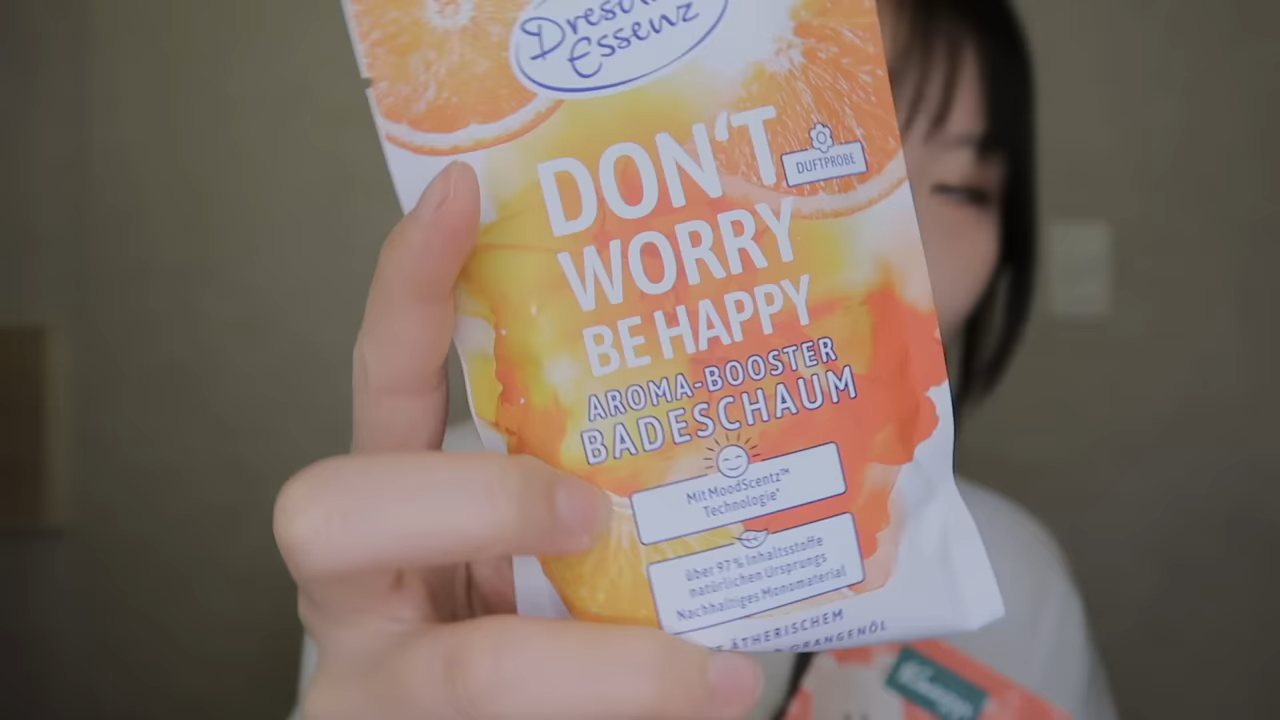 Essenz
DON'T
DUFTPROBE
WORRY
BE HAPPY
AROMA-BOOSTER
BADESCHAUM
Mit MoodScentz™
Technologie*
über 97% Inhaltsstoffe
natürlichen Ursprungs
Nachhaltiges Monomaterial
ÄTHERISCHEM
ORANGENÖL
Kneipp